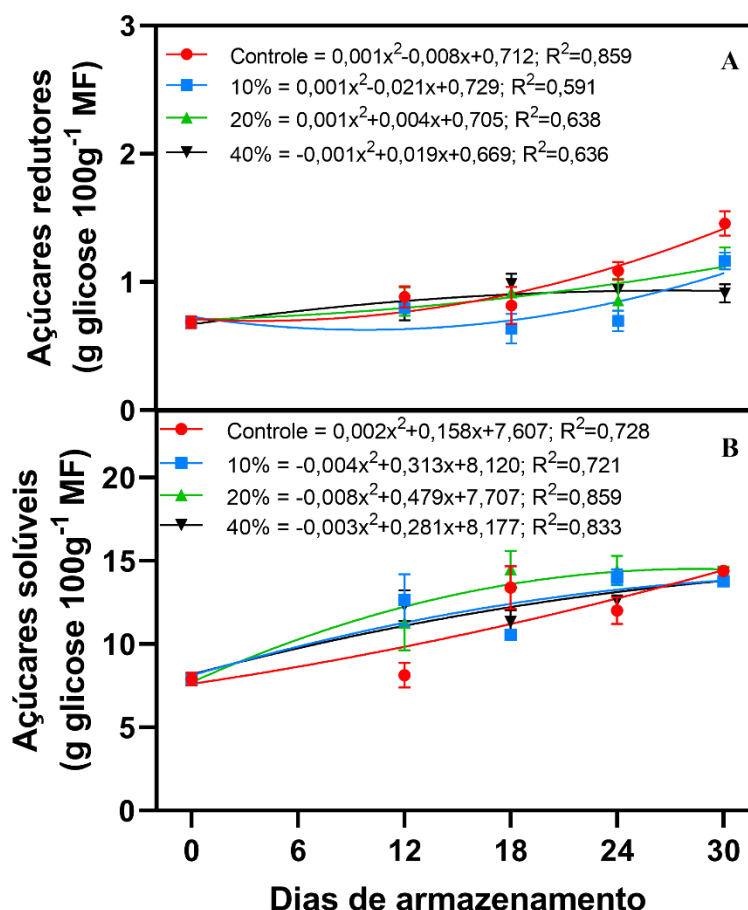 3
Controle = 0,001x²-0,008x+0,712; R²=0,859
A
10% = 0,001x²-0,021x+0,729; R²=0,591
20% = 0,001x²+0,004x+0,705; R²=0,638
40% = -0,001x²+0,019x+0,669; R²=0,636
2
1
0
Açúcares redutores
(g glicose 100g⁻¹ MF)
Controle = 0,002x²+0,158x+7,607; R²=0,728
B
10% = -0,004x²+0,313x+8,120; R²=0,721
20% = -0,008x²+0,479x+7,707; R²=0,859
40% = -0,003x²+0,281x+8,177; R²=0,833
20
15
10
5
0
Açúcares solúveis
(g glicose 100g⁻¹ MF)
0 6 12 18 24 30
Dias de armazenamento